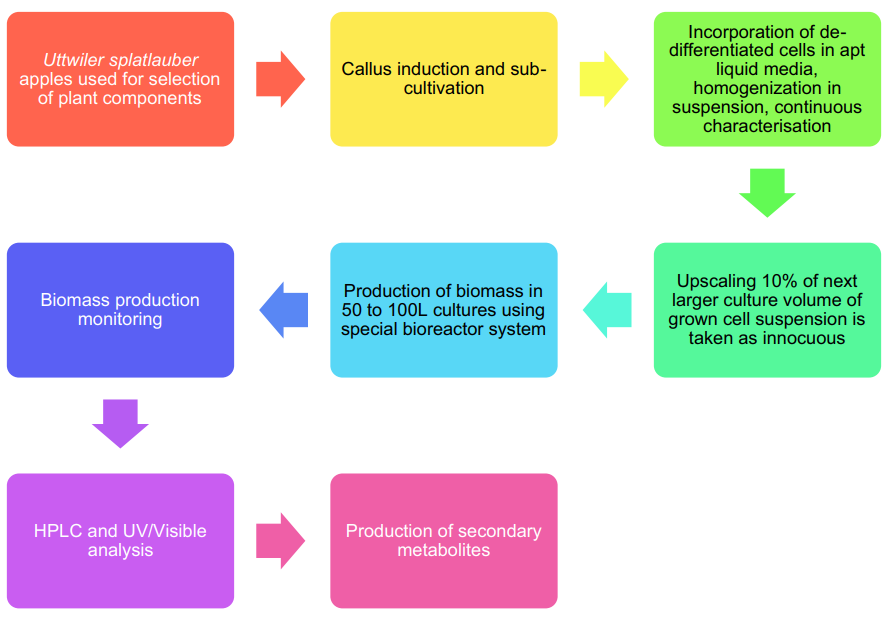 Uttwiler splatlauber
apples used for selection
of plant components
Callus induction and sub-
cultivation
Incorporation of de-
differentiated cells in apt
liquid media,
homogenization in
suspension, continuous
characterisation
Upscaling 10% of next
larger culture volume of
grown cell suspension is
taken as innocuous
Production of biomass in
50 to 100L cultures using
special bioreactor system
Biomass production
monitoring
HPLC and UV/Visible
analysis
Production of secondary
metabolites